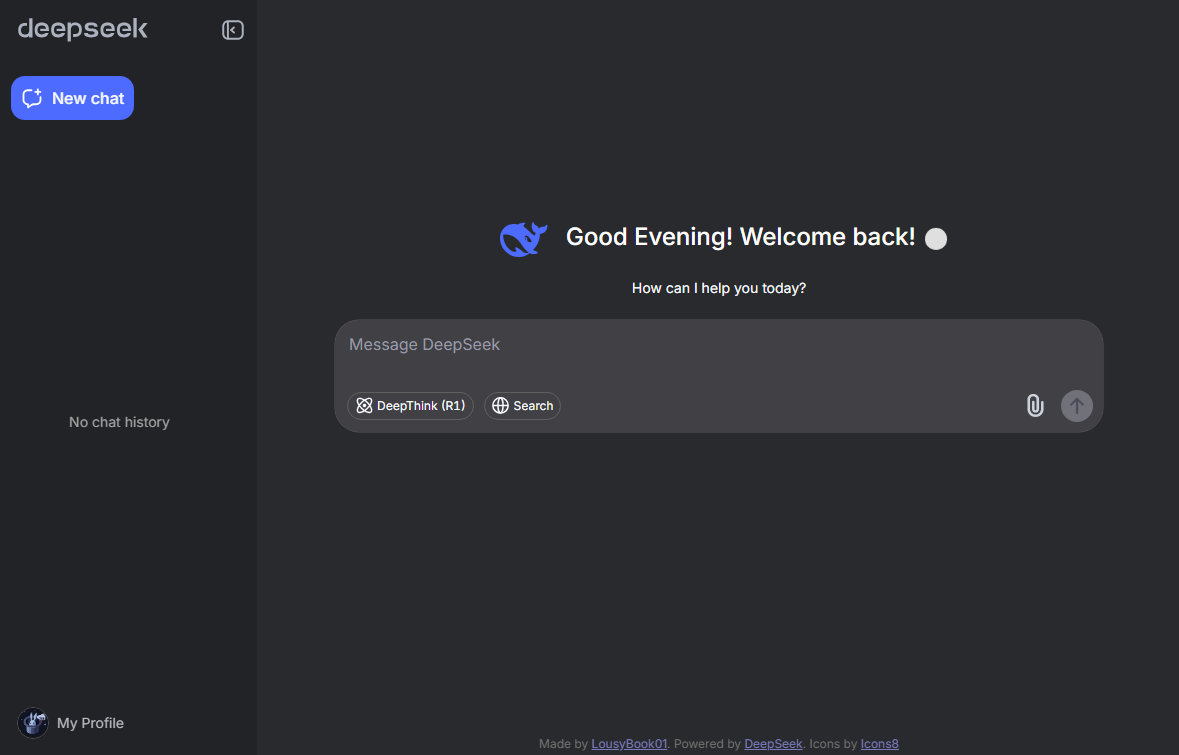 deepseek
New chat
No chat history
My Profile
Good Evening! Welcome back!
How can I help you today?
Message DeepSeek
DeepThink (R1)
Search
Made by LousyBook01. Powered by DeepSeek. Icons by Icons8